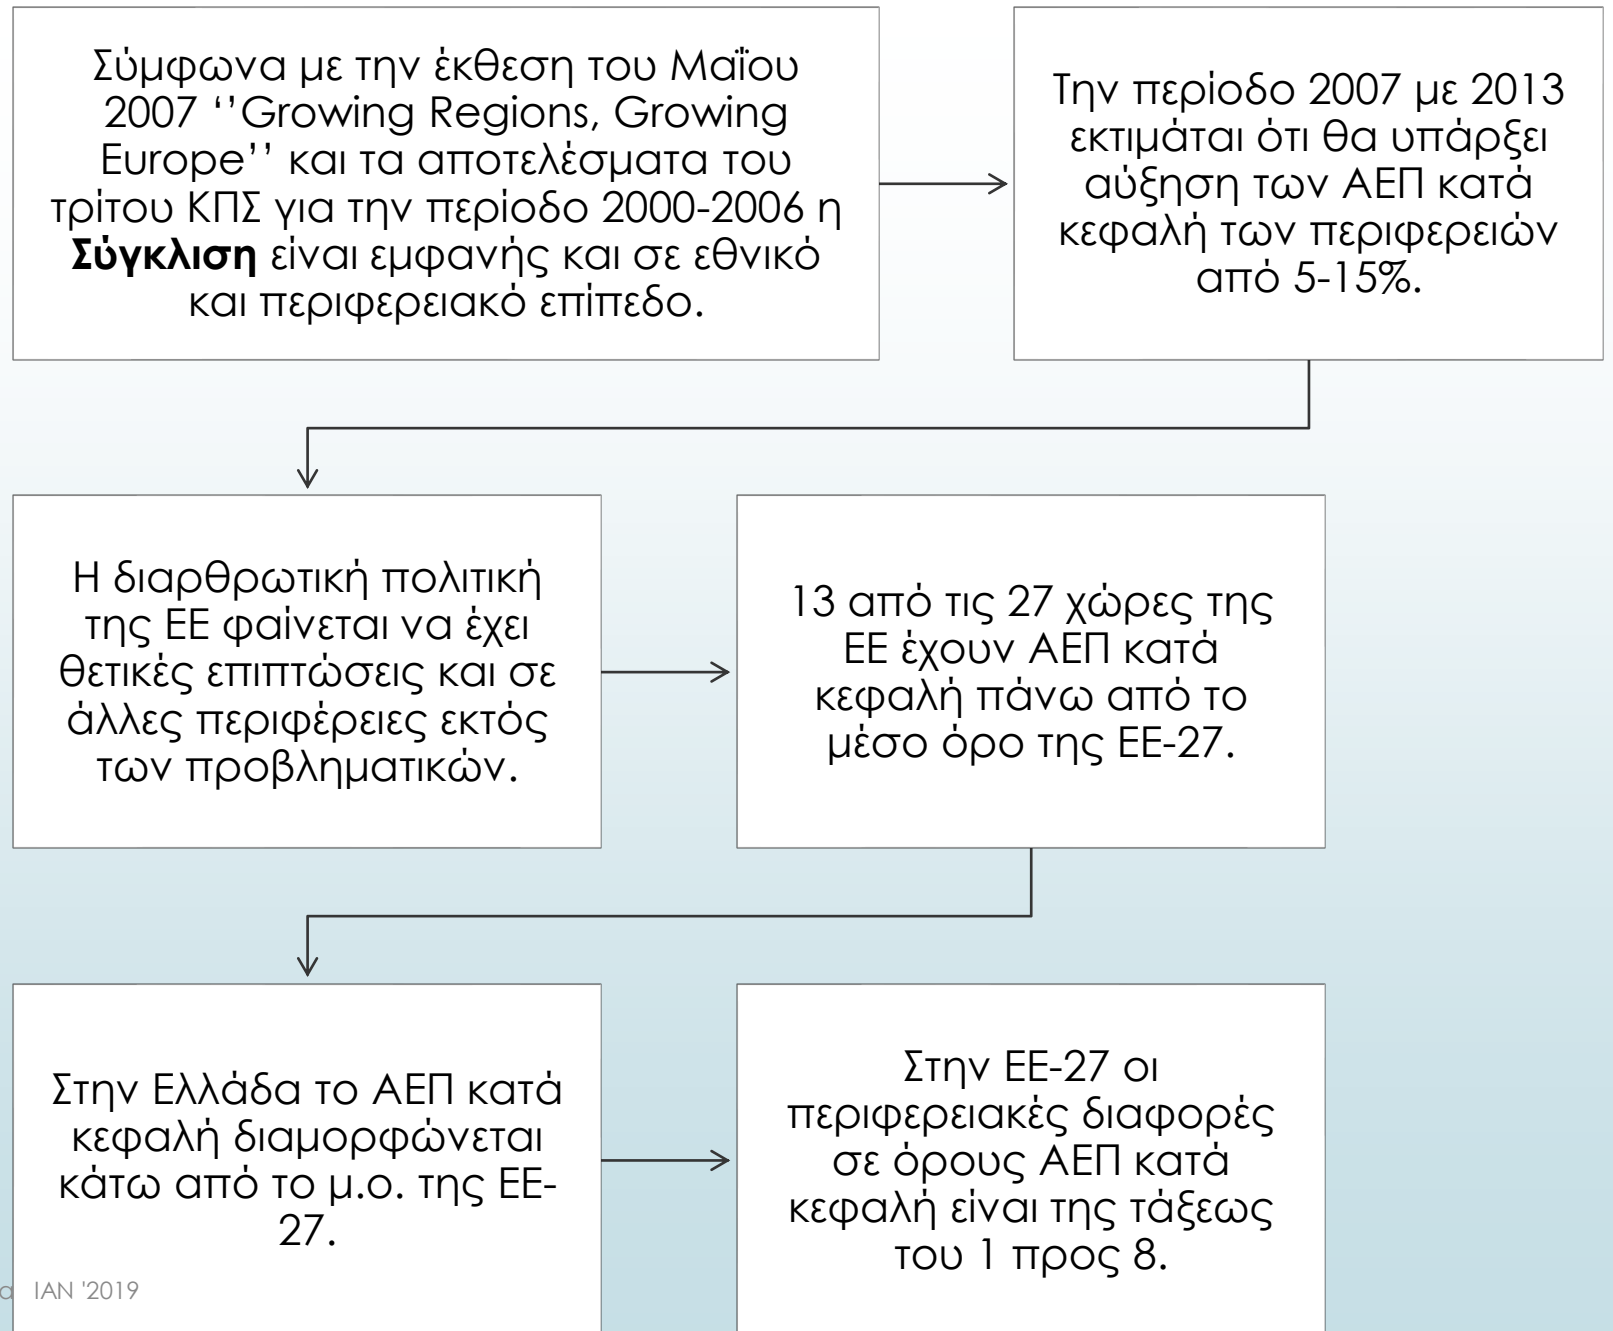 Σύμφωνα με την έκθεση του Μαΐου
2007 ‘’Growing Regions, Growing
Europe’’ και τα αποτελέσματα του
τρίτου ΚΠΣ για την περίοδο 2000-2006 η
Σύγκλιση είναι εμφανής και σε εθνικό
και περιφερειακό επίπεδο.
Την περίοδο 2007 με 2013
εκτιμάται ότι θα υπάρξει
αύξηση των ΑΕΠ κατά
κεφαλή των περιφερειών
από 5-15%.
Η διαρθρωτική πολιτική
της ΕΕ φαίνεται να έχει
θετικές επιπτώσεις και σε
άλλες περιφέρειες εκτός
των προβληματικών.
13 από τις 27 χώρες της
ΕΕ έχουν ΑΕΠ κατά
κεφαλή πάνω από το
μέσο όρο της ΕΕ-27.
Στην Ελλάδα το ΑΕΠ κατά
κεφαλή διαμορφώνεται
κάτω από το μ.ο. της ΕΕ-
27.
Στην ΕΕ-27 οι
περιφερειακές διαφορές
σε όρους ΑΕΠ κατά
κεφαλή είναι της τάξεως
του 1 προς 8.
ΙΑΝ '2019